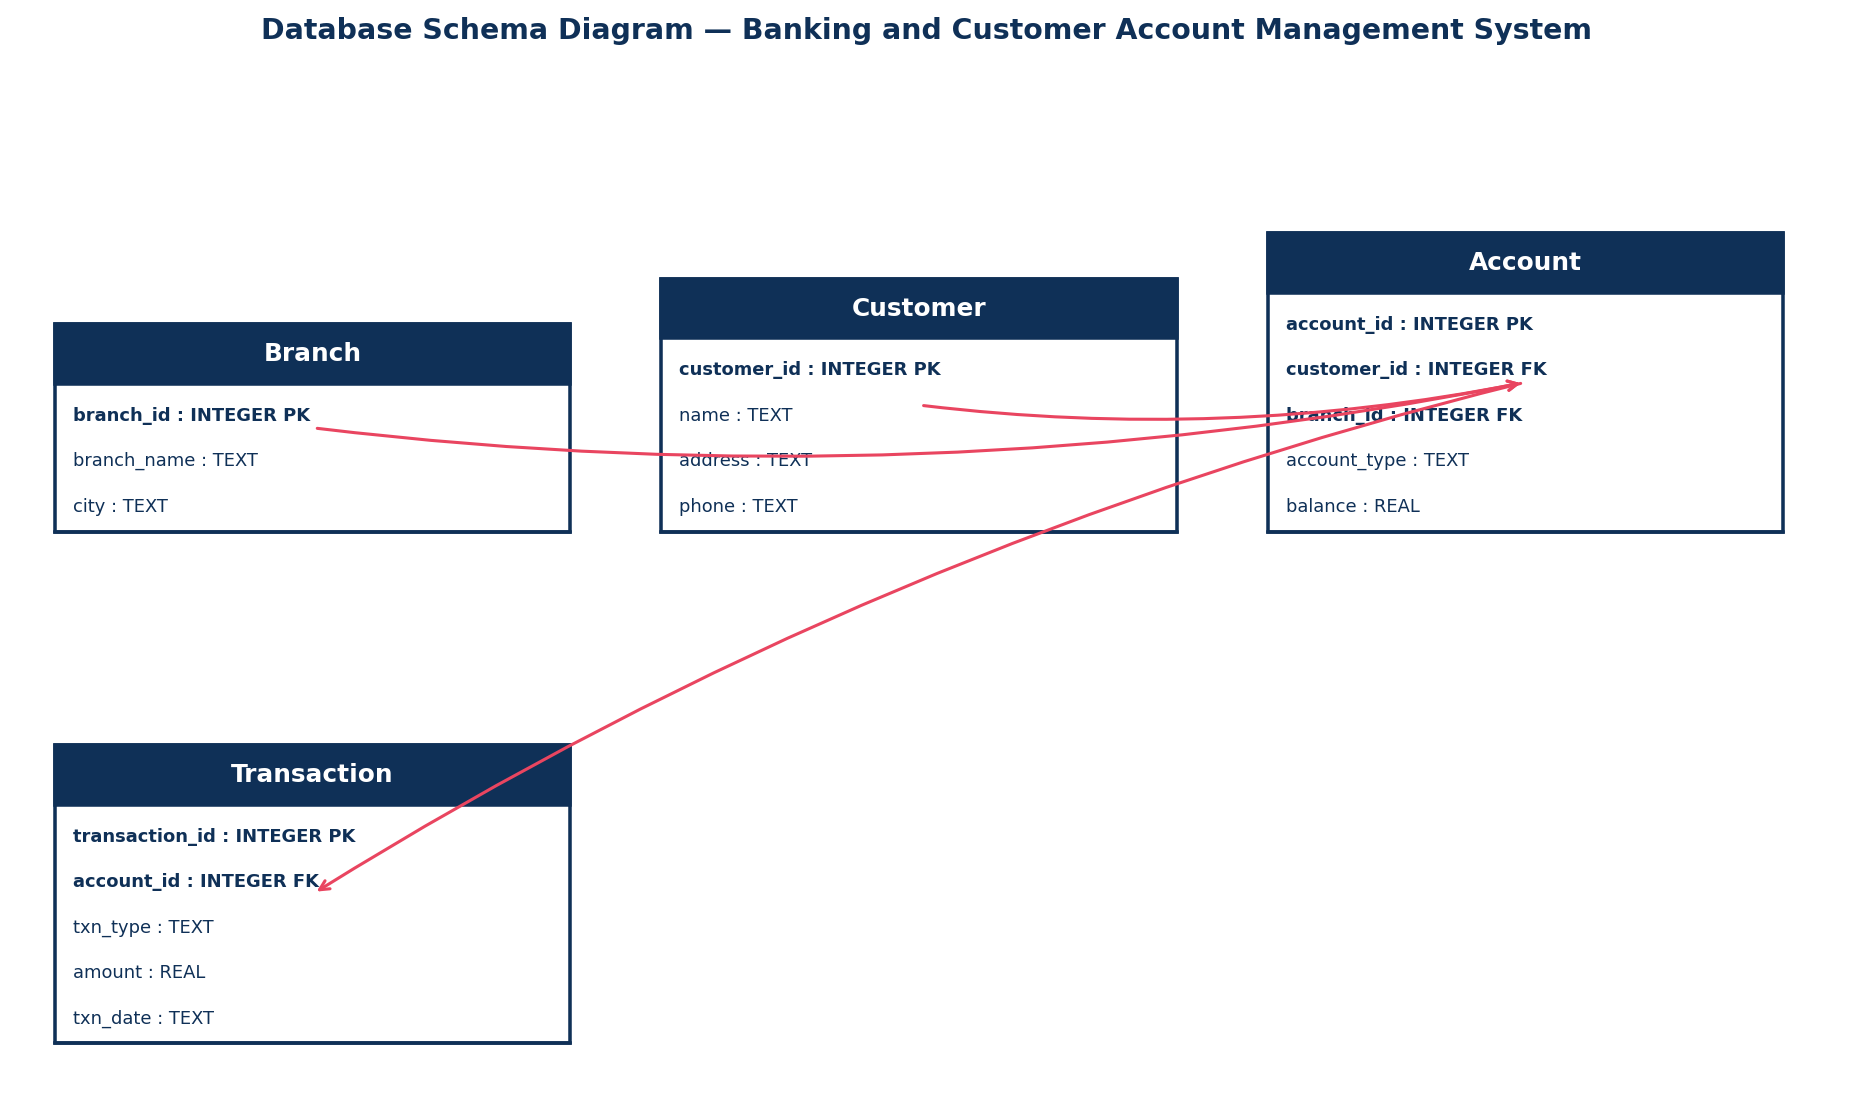 Database Schema Diagram — Banking and Customer Account Management System
Branch
branch_id : INTEGER PK
branch_name : TEXT
city : TEXT
Customer
customer_id : INTEGER PK
name : TEXT
address : TEXT
phone : TEXT
Account
account_id : INTEGER PK
customer_id : INTEGER FK
branch_id : INTEGER FK
account_type : TEXT
balance : REAL
Transaction
transaction_id : INTEGER PK
account_id : INTEGER FK
txn_type : TEXT
amount : REAL
txn_date : TEXT